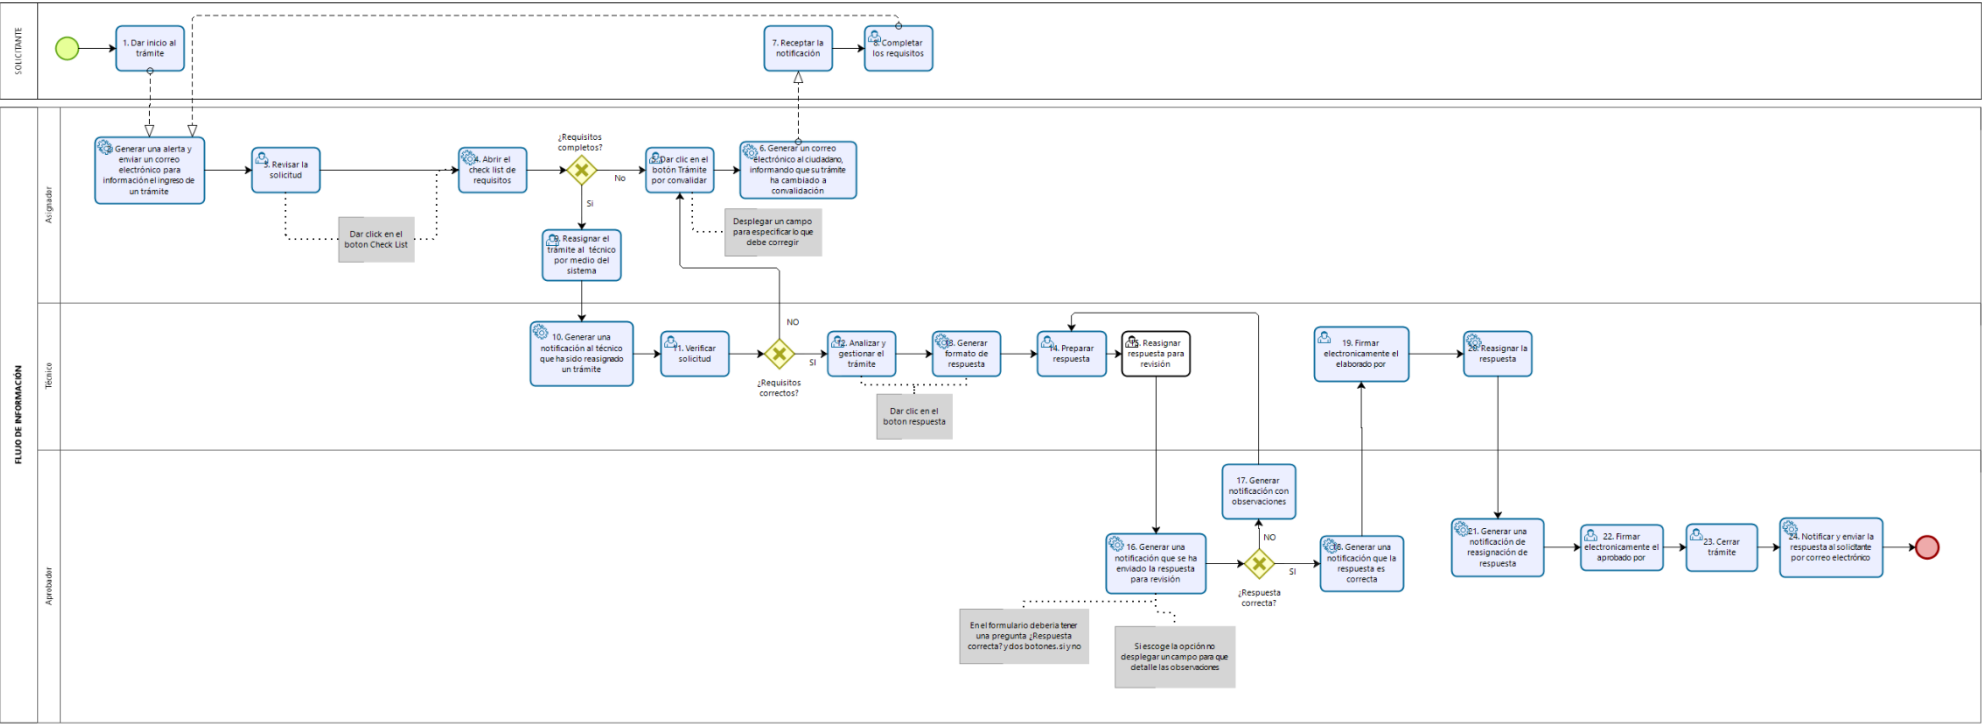 SOLICITANTE
1. Dar inicio al
trámite
7. Receptar la
notificación
8. Completar
los requisitos
FLUJO DE INFORMACIÓN
Asignador
Generar una alerta y
enviar un correo
electrónico para
información el ingreso de
un trámite
3. Revisar la
solicitud
Dar click en el
boton Check List
4. Abrir el
check list de
requisitos
¿Requisitos
completos?
No
Si
Dar clic en el
botón Trámite
por convalidar
6. Generar un correo
electrónico al ciudadano,
informando que su trámite
ha cambiado a
convalidación
Desplegar un campo
para especificar lo que
debe corregir
9. Reasignar el
trámite al técnico
por medio del
sistema
Técnico
10. Generar una
notificación al técnico
que ha sido reasignado
un trámite
11. Verificar
solicitud
NO
SI
¿Requisitos
correctos?
12. Analizar y
gestionar el
trámite
13. Generar
formato de
respuesta
Dar clic en el
boton respuesta
14. Preparar
respuesta
15. Reasignar
respuesta para
revisión
19. Firmar
electronicamente el
elaborado por
20. Reasignar la
respuesta
Aprobador
16. Generar una
notificación que se ha
enviado la respuesta
para revisión
17. Generar
notificación con
observaciones
NO
SI
¿Respuesta
correcta?
18. Generar una
notificación que la
respuesta es
correcta
En el formulario deberia tener
una pregunta ¿Respuesta
correcta? y dos botones.si y no
Si escoge la opción no
desplegar un campo para que
detalle las obsevaciones
21. Generar una
notificación de
reasignación de
respuesta
22. Firmar
electronicamente el
aprobado por
23. Cerrar
trámite
24. Notificar y enviar la
respuesta al solicitante
por correo electrónico